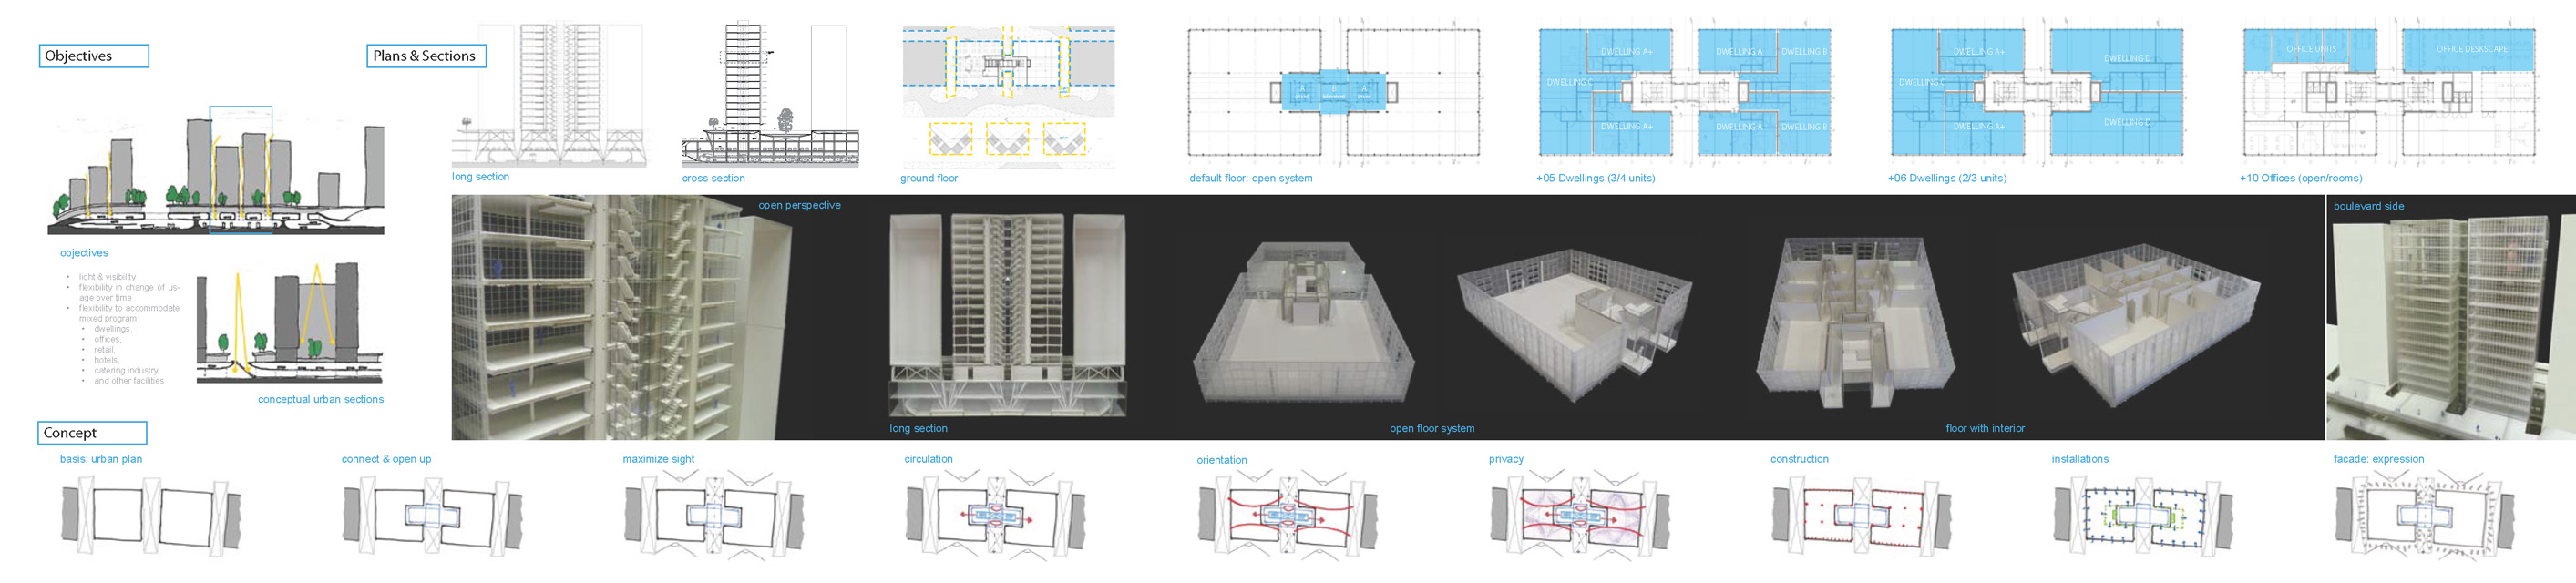 Objectives
objectives
• light & visibility
• flexibility in change of us-
age over time
• flexibility to accommodate
mixed program:
• dwellings,
• offices,
• retail,
• hotels,
• catering industry,
• and other facilities
conceptual urban sections
Plans & Sections
long section
cross section
ground floor
default floor: open system
DWELLING A+
DWELLING A
DWELLING B
DWELLING C
DWELLING A+
DWELLING B
+05 Dwellings (3/4 units)
DWELLING A+
DWELLING D
DWELLING C
DWELLING A+
DWELLING D
+06 Dwellings (2/3 units)
OFFICE UNITS
OFFICE DESKSCAPE
+10 Offices (open/rooms)
open perspective
long section
open floor system
floor with interior
boulevard side
Concept
basis: urban plan
connect & open up
maximize sight
circulation
orientation
privacy
construction
installations
facade: expression